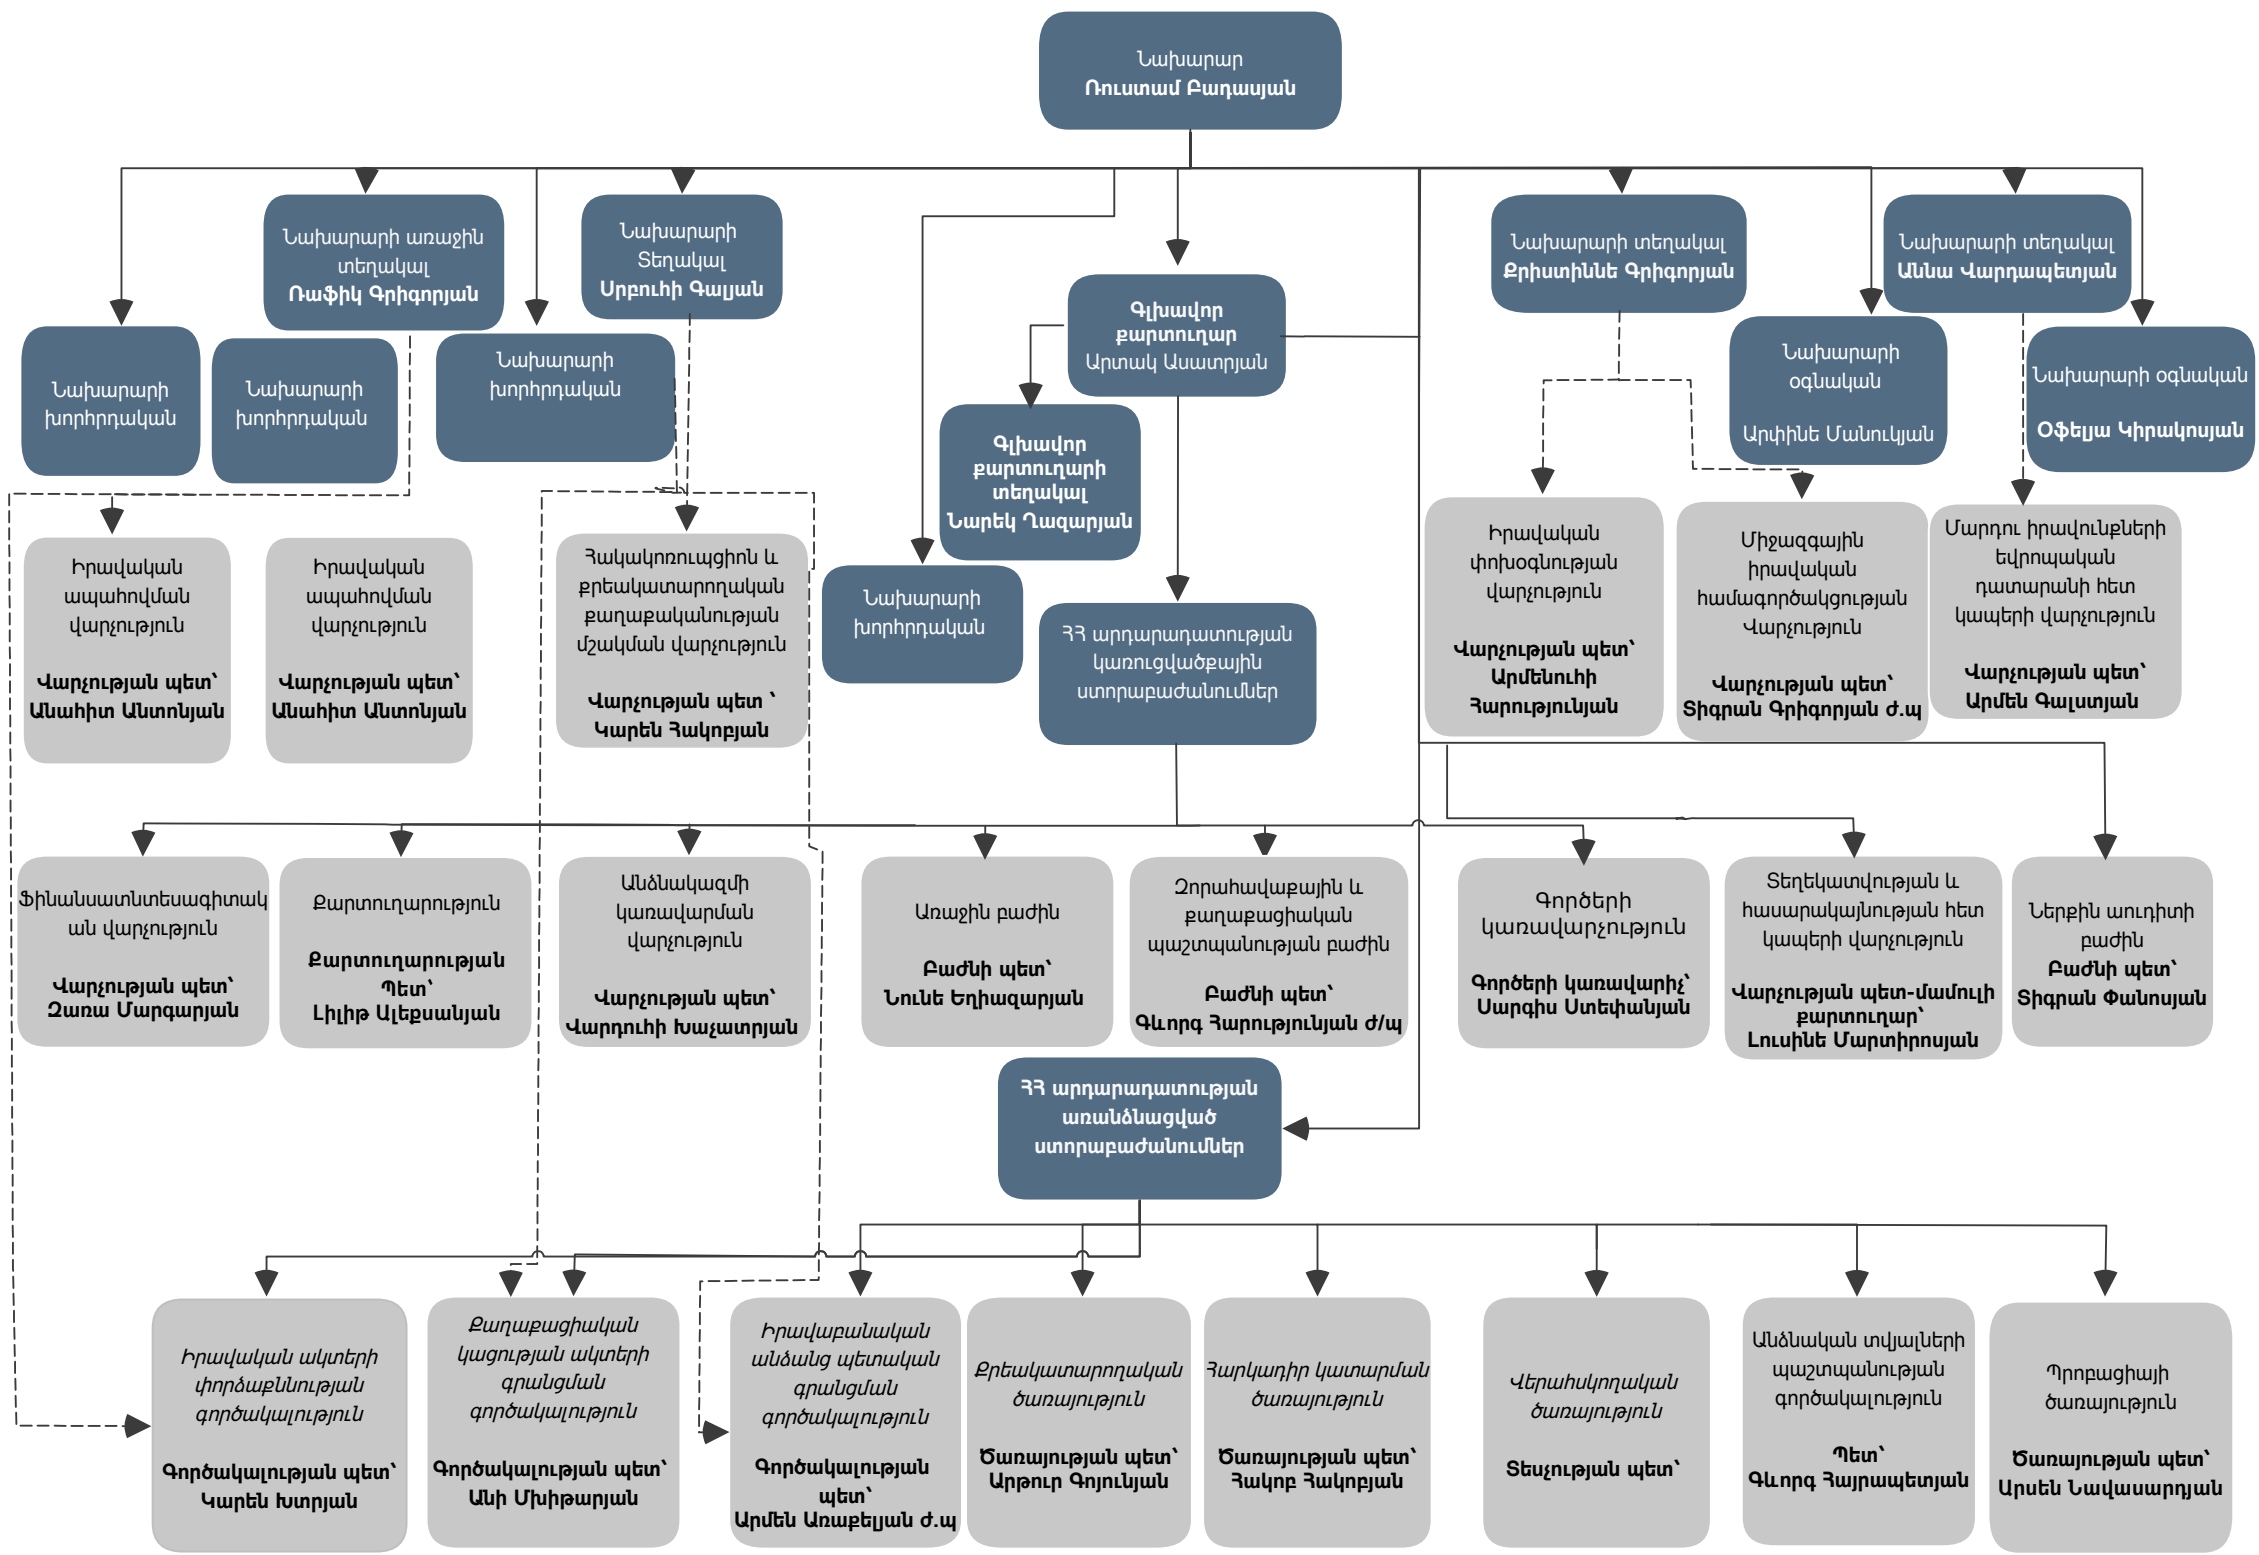 Նախարար
Ռուստամ Բադասյան
Նախարարի առաջին
տեղակալ
Ռաֆիկ Գրիգորյան
Նախարարի
Տեղակալ
Սրբուհի Գալյան
Նախարարի տեղակալ
Քրիստիննե Գրիգորյան
Նախարարի տեղակալ
Աննա Վարդապետյան
Գլխավոր
քարտուղար
Արտակ Ասատրյան
Նախարարի
խորհրդական
Նախարարի
խորհրդական
Նախարարի
խորհրդական
Նախարարի
օգնական
Արփինե Մանուկյան
Նախարարի օգնական
Օֆելյա Կիրակոսյան
Գլխավոր
քարտուղարի
տեղակալ
Նարեկ Ղազարյան
Նախարարի
խորհրդական
ՀՀ արդարադատության
կառուցվածքային
ստորաբաժանումներ
Իրավական
ապահովման
վարչություն
Վարչության պետ՝
Անահիտ Անտոնյան
Իրավական
ապահովման
վարչություն
Վարչության պետ՝
Անահիտ Անտոնյան
Հակակոռուպցիոն և
քրեակատարողական
քաղաքականության
մշակման վարչություն
Վարչության պետ ՝
Կարեն Հակոբյան
Իրավական
փոխօգնության
վարչություն
Վարչության պետ՝
Արմենուհի
Հարությունյան
Միջազգային
իրավական
համագործակցության
Վարչություն
Վարչության պետ՝
Տիգրան Գրիգորյան ժ.պ
Մարդու իրավունքների
եվրոպական
դատարանի հետ
կապերի վարչություն
Վարչության պետ՝
Արմեն Գալստյան
Ֆինանսատնտեսագիտակ
ան վարչություն
Վարչության պետ՝
Զառա Մարգարյան
Քարտուղարություն
Քարտուղարության
Պետ՝
Լիլիթ Ալեքսանյան
Անձնակազմի
կառավարման
վարչություն
Վարչության պետ՝
Վարդուհի Խաչատրյան
Առաջին բաժին
Բաժնի պետ՝
Նունե Եղիազարյան
Զորահավաքային և
քաղաքացիական
պաշտպանության բաժին
Բաժնի պետ՝
Գևորգ Հարությունյան ժ/պ
Գործերի
կառավարչություն
Գործերի կառավարիչ՝
Սարգիս Ստեփանյան
Տեղեկատվության և
հասարակայնության հետ
կապերի վարչություն
Վարչության պետ-մամուլի
քարտուղար՝
Լուսինե Մարտիրոսյան
Ներքին աուդիտի
բաժին
Բաժնի պետ՝
Տիգրան Փանոսյան
ՀՀ արդարադատության
առանձնացված
ստորաբաժանումներ
Իրավական ակտերի
փորձաքննության
գործակալություն
Գործակալության պետ՝
Կարեն Խտրյան
Քաղաքացիական
կացության ակտերի
գրանցման
գործակալություն
Գործակալության պետ՝
Անի Մխիթարյան
Իրավաբանական
անձանց պետական
գրանցման
գործակալություն
Գործակալության
պետ՝
Արմեն Առաքելյան ժ.պ
Քրեակատարողական
ծառայություն
Ծառայության պետ՝
Արթուր Գոյունյան
Հարկադիր կատարման
ծառայություն
Ծառայության պետ՝
Հակոբ Հակոբյան
Վերահսկողական
ծառայություն
Տեսչության պետ՝
Անձնական տվյալների
պաշտպանության
գործակալություն
Պետ՝
Գևորգ Հայրապետյան
Պրոբացիայի
ծառայություն
Ծառայության պետ՝
Արսեն Նավասարդյան